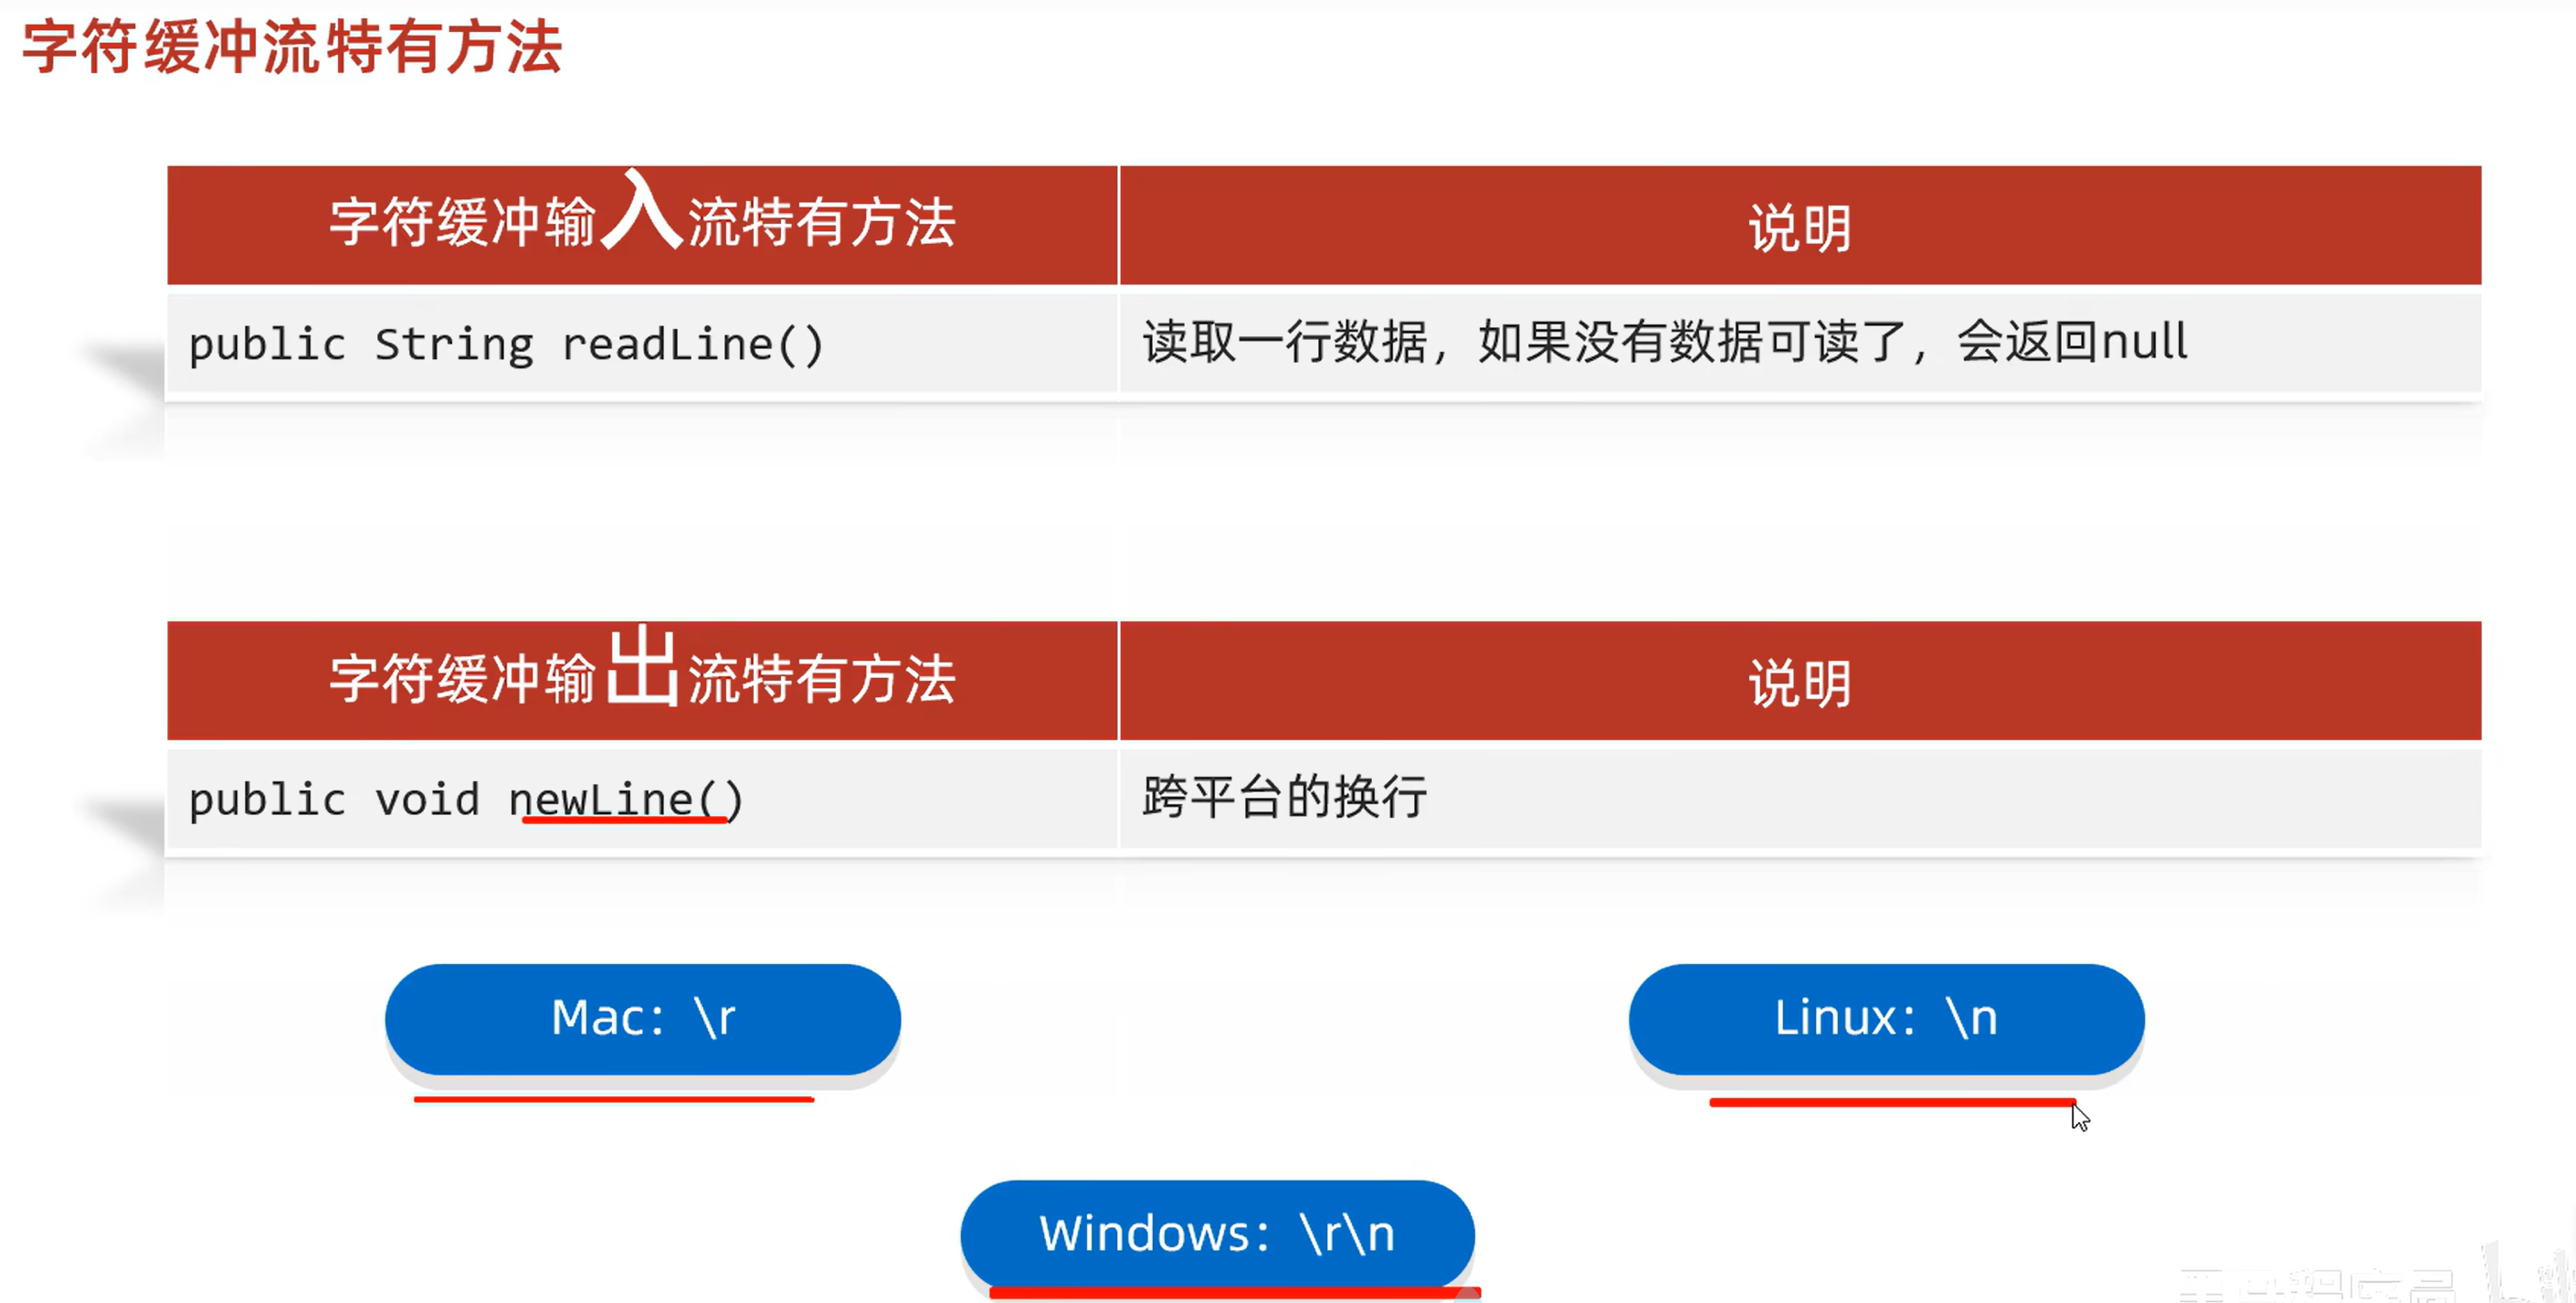 字符缓冲流特有方法
字符缓冲输入流特有方法 说明
public String readLine() 读取一行数据，如果没有数据可读了，会返回null
字符缓冲输出流特有方法 说明
public void newLine() 跨平台的换行
Mac：\r Linux：\n
Windows：\r\n